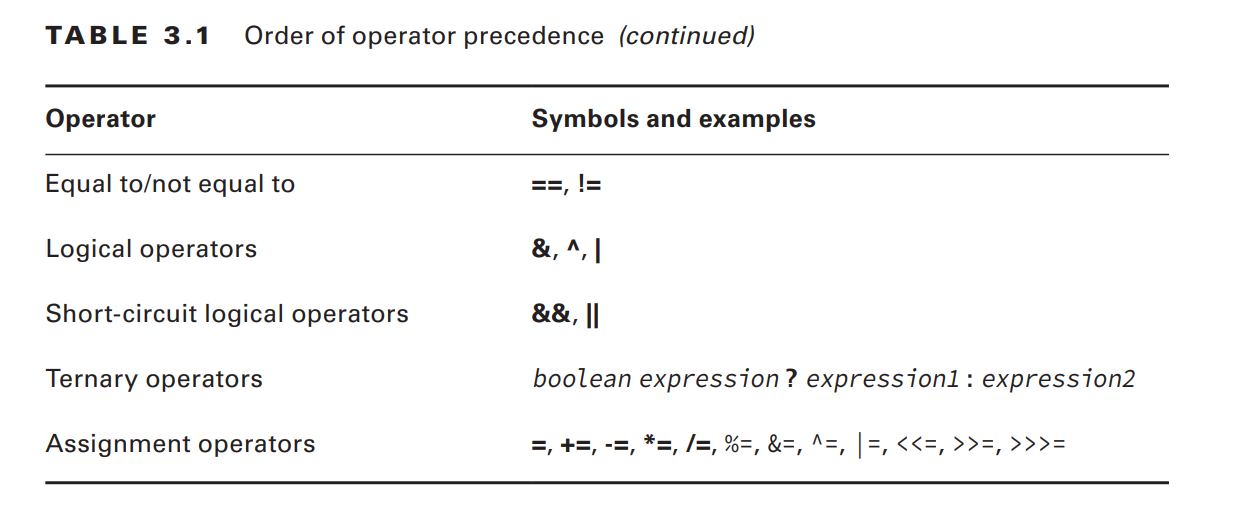 TABLE 3.1 Order of operator precedence (continued)
Operator Symbols and examples
Equal to/not equal to ==, !=
Logical operators &, ^, |
Short-circuit logical operators &&, ||
Ternary operators boolean expression ? expression1 : expression2
Assignment operators =, +=, -=, *=, /=, %=, &=, ^=, |=, <<=, >>=, >>>=